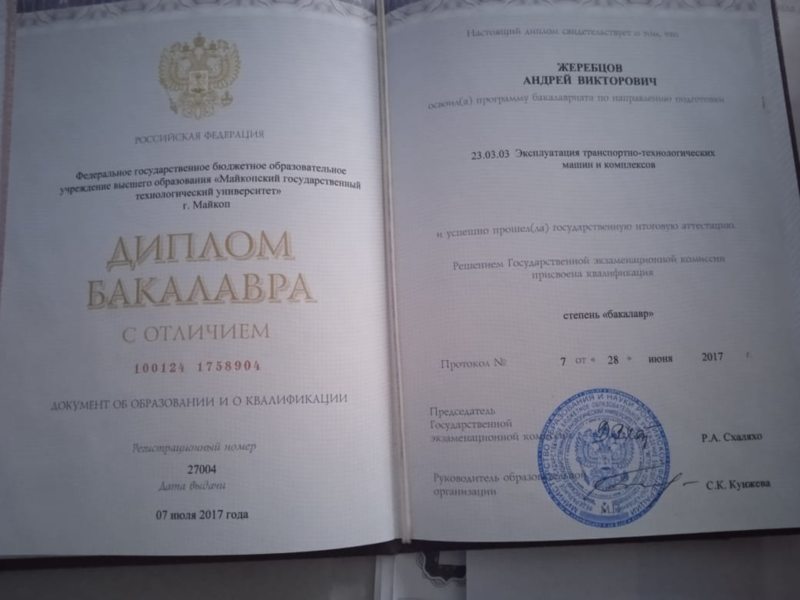 РОССИЙСКАЯ ФЕДЕРАЦИЯ
Федеральное государственное бюджетное образовательное
учреждение высшего образования «Майкопский государственный
технологический университет»
г. Майкоп
ДИПЛОМ
БАКАЛАВРА
С ОТЛИЧИЕМ
100124 1758904
ДОКУМЕНТ ОБ ОБРАЗОВАНИИ И О КВАЛИФИКАЦИИ
Регистрационный номер
27004
Дата выдачи
07 июля 2017 года
Настоящий диплом свидетельствует о том, что
ЖЕРЕБЦОВ
АНДРЕЙ ВИКТОРОВИЧ
освоил(а) программу бакалавриата по направлению подготовки
23.03.03 Эксплуатация транспортно-технологических
машин и комплексов
и успешно прошел(ла) государственную итоговую аттестацию.
Решением Государственной экзаменационной комиссии
присвоена квалификация
степень «бакалавр»
Протокол № 7 от « 28 » июня 2017 г.
Председатель
Государственной
экзаменационной комиссии Р.А. Схаляхо
Руководитель образовательной
организации С.К. Куижева
М.П.